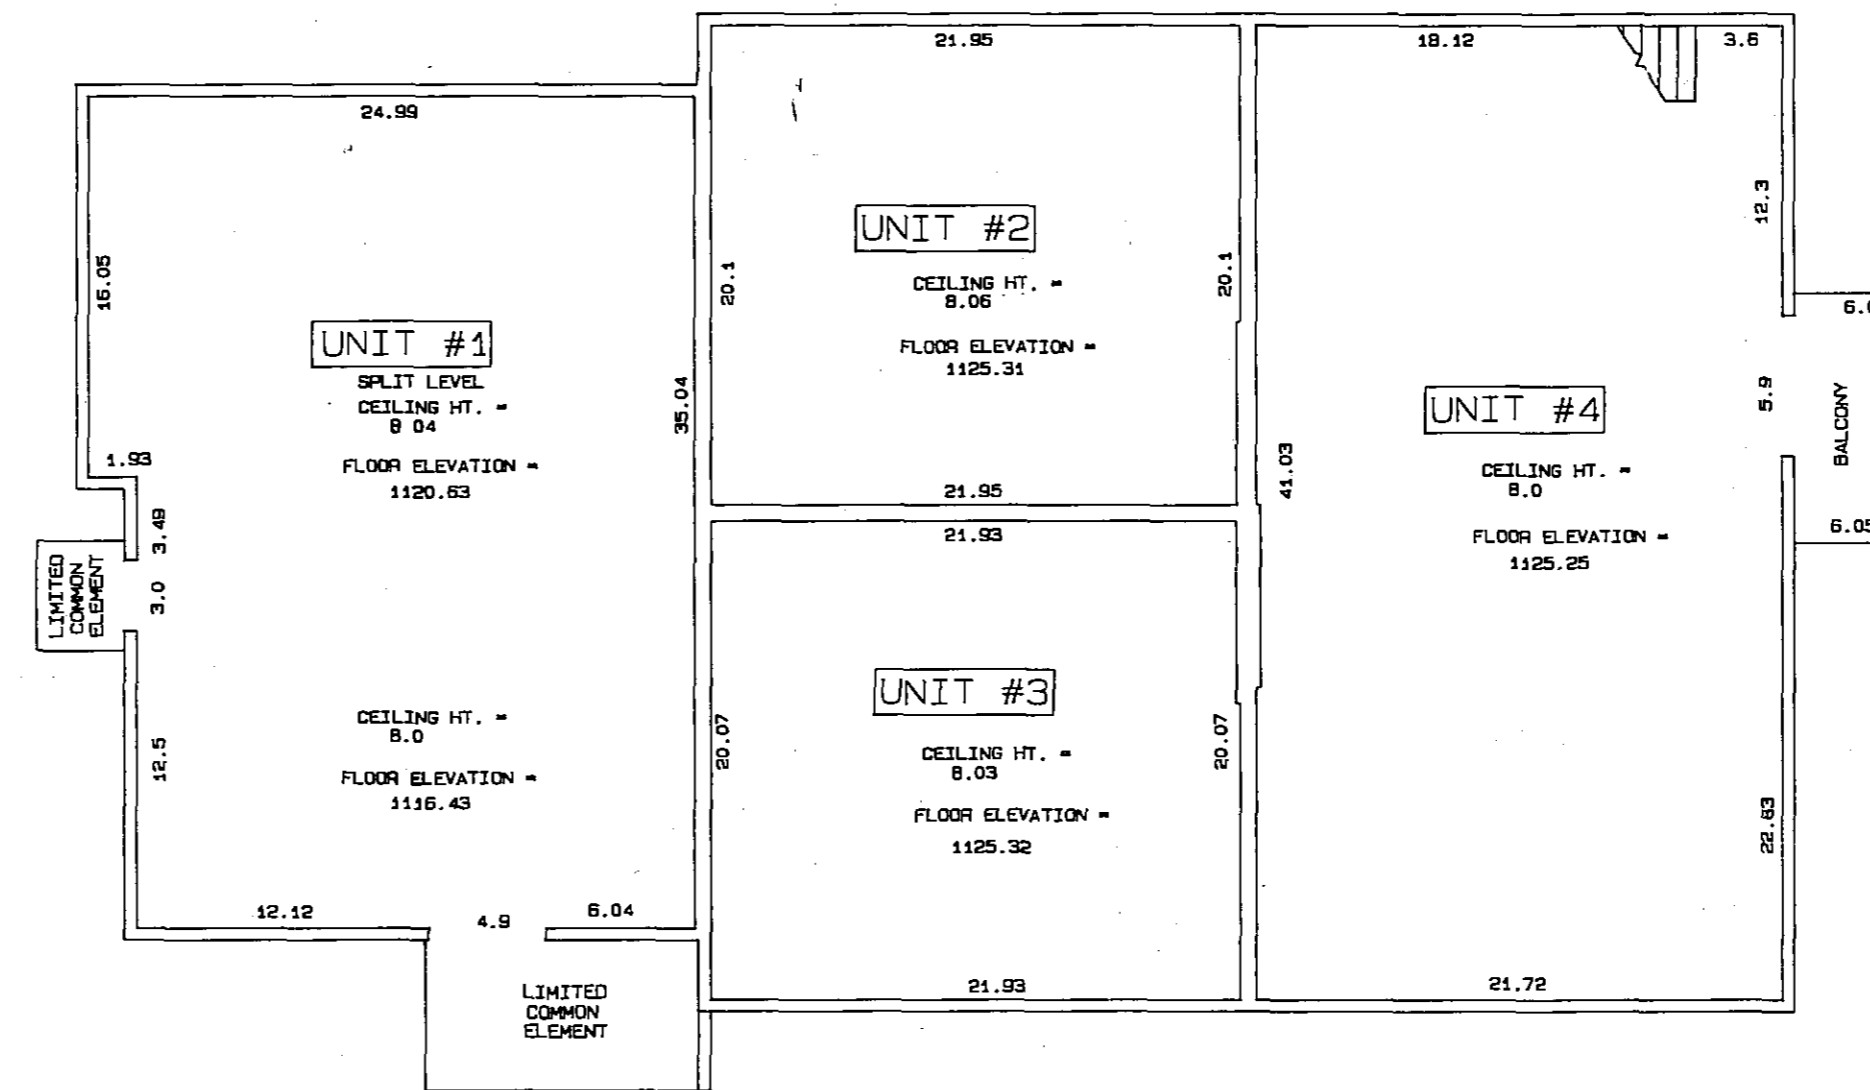 21.95
18.12
3.6
24.99
16.05
UNIT #1
SPLIT LEVEL
CEILING HT. =
8 04
FLOOR ELEVATION =
1120.63
35.04
1.93
3.49
3.0
12.5
LIMITED
COMMON
ELEMENT
CEILING HT. =
8.0
FLOOR ELEVATION =
1116.43
12.12
4.9
6.04
LIMITED
COMMON
ELEMENT
UNIT #2
20.1
20.1
CEILING HT. =
8.06
FLOOR ELEVATION =
1125.31
21.95
21.93
UNIT #3
20.07
20.07
CEILING HT. =
8.03
FLOOR ELEVATION =
1125.32
21.93
12.3
UNIT #4
41.03
CEILING HT. =
8.0
FLOOR ELEVATION =
1125.25
5.9
BALCONY
6.05
22.83
21.72